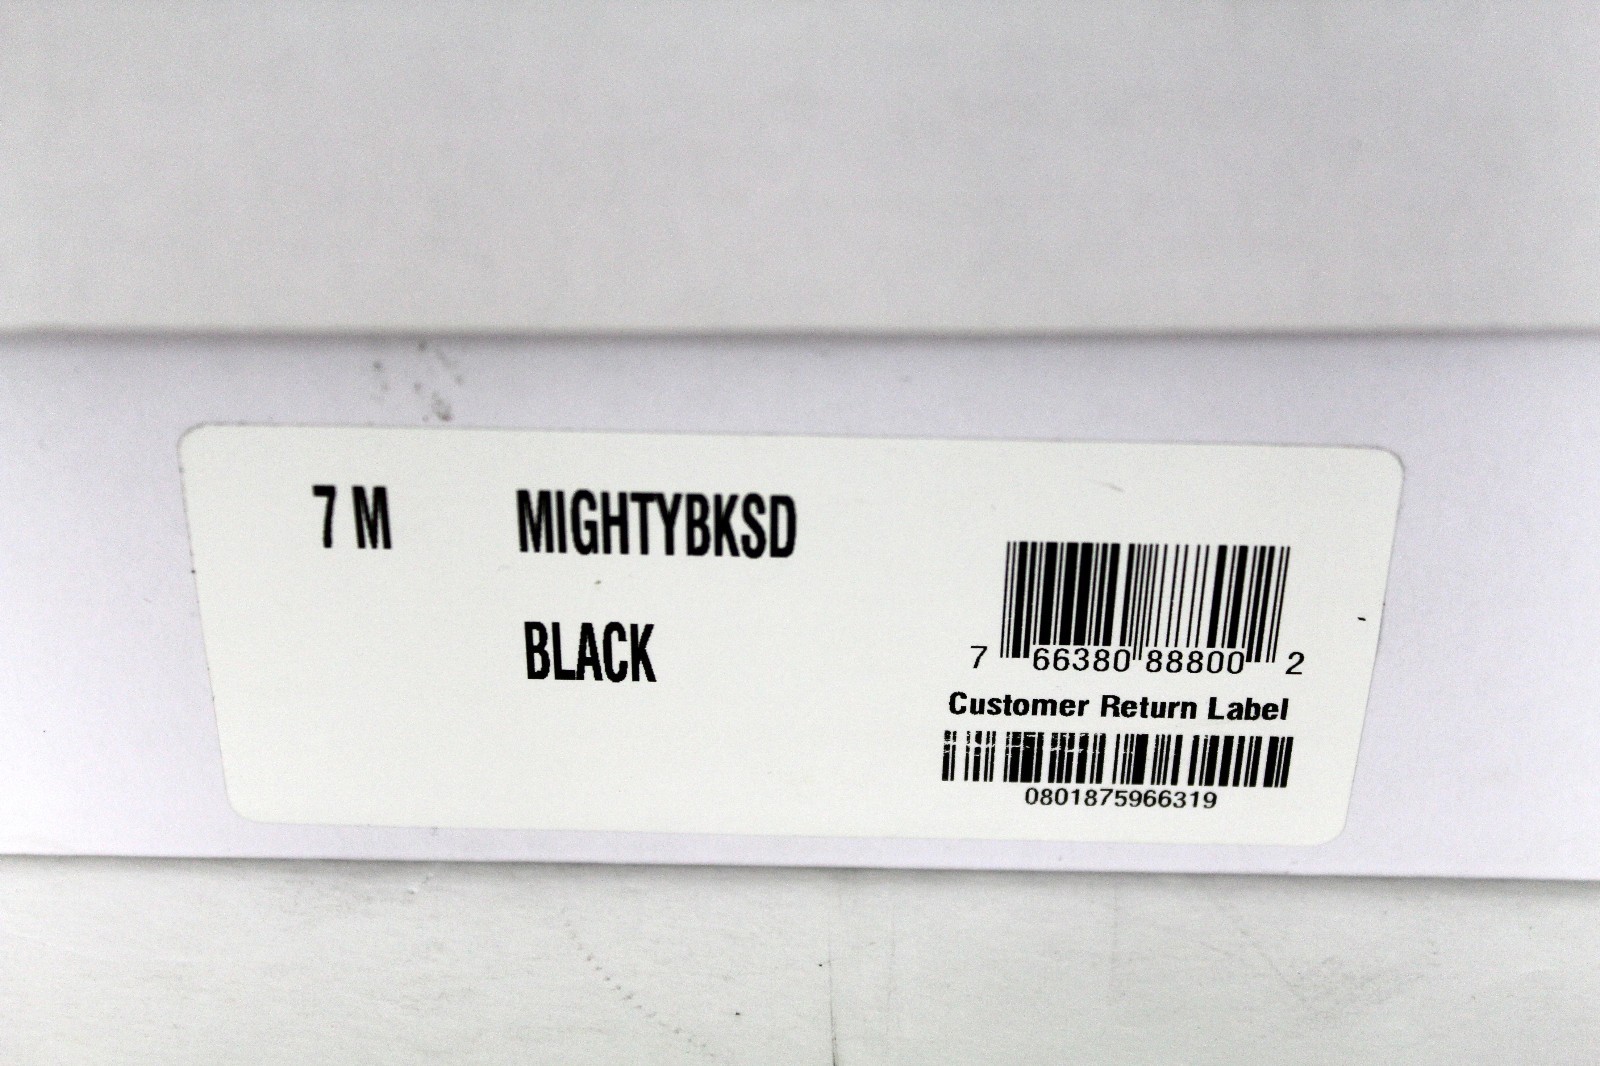 7 M MIGHTYBKSD
BLACK
7 66380 88800 2
Customer Return Label
0801875966319